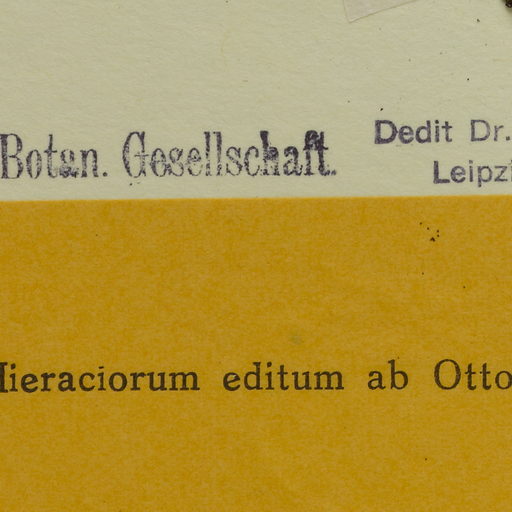 Botan. Gesellschaft.
Dedit Dr.
Leipzi
Hieraciorum editum ab Otto